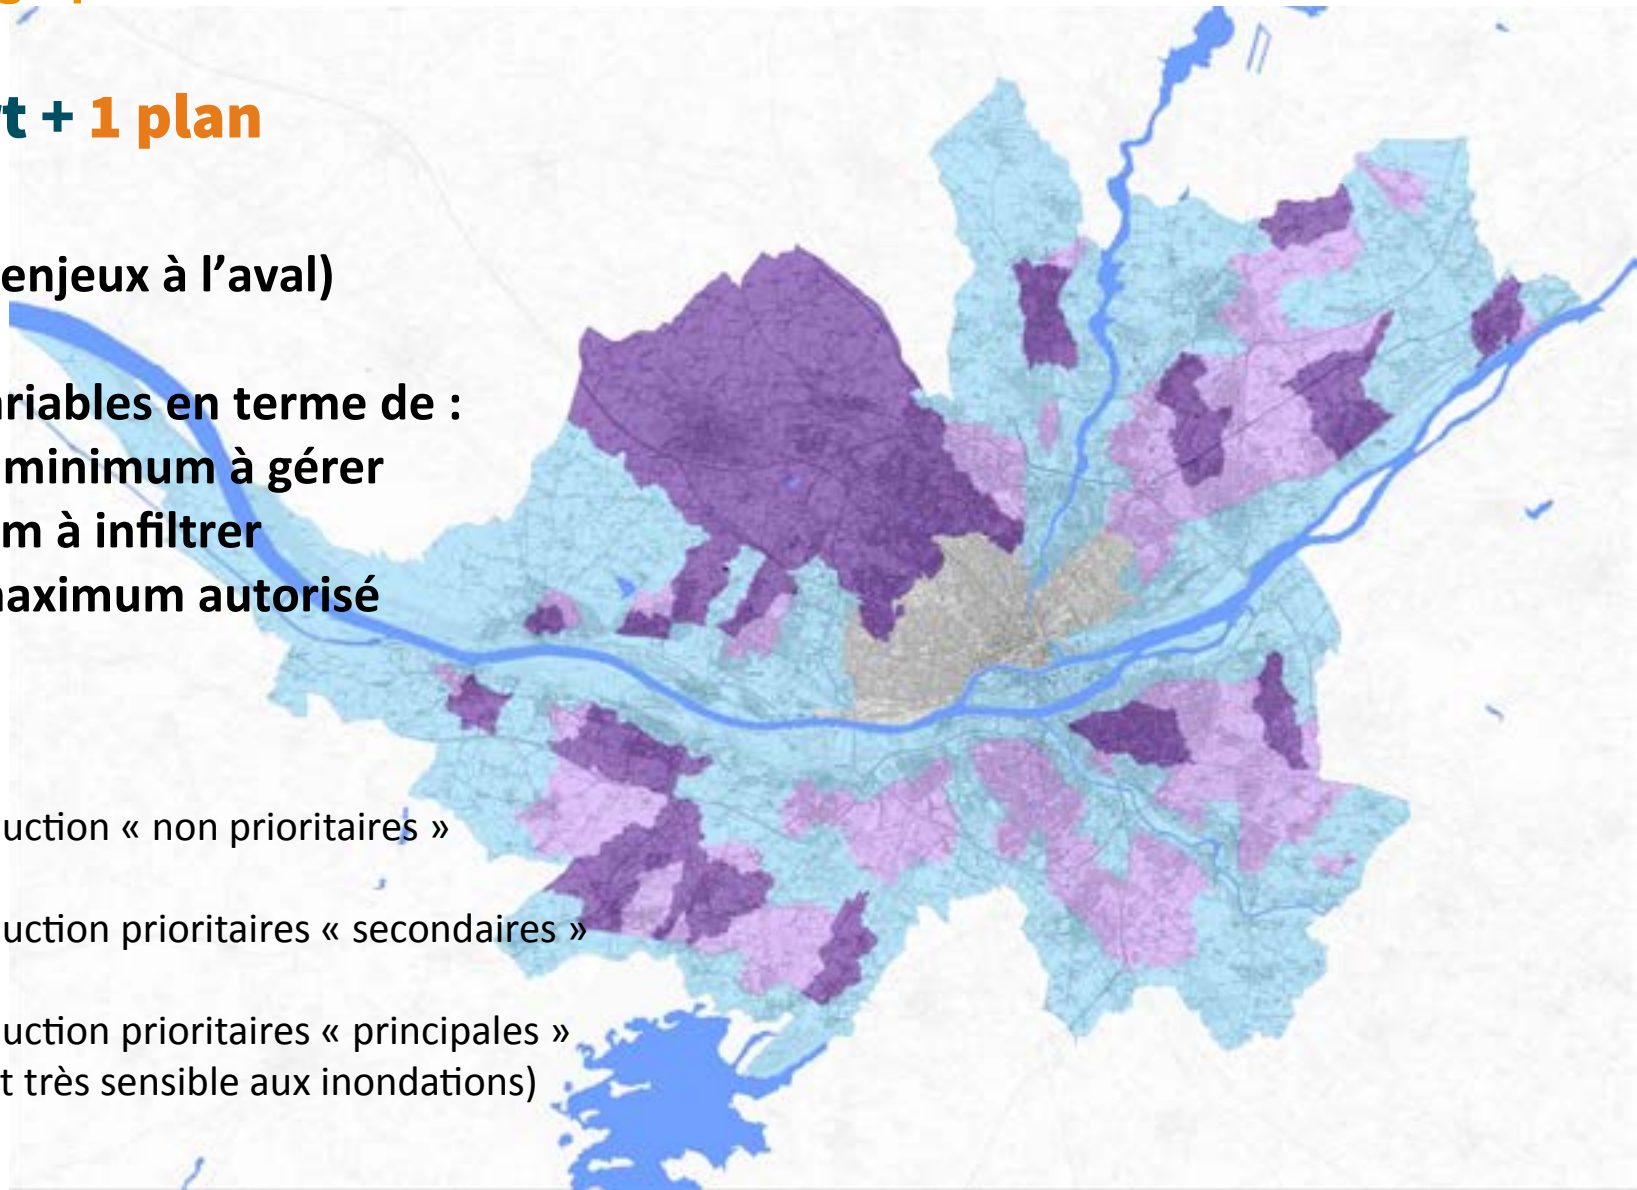 t + 1 plan
enjeux à l’aval)
riables en terme de :
minimum à gérer
m à infiltrer
maximum autorisé
uction « non prioritaires »
uction prioritaires « secondaires »
uction prioritaires « principales »
t très sensible aux inondations)